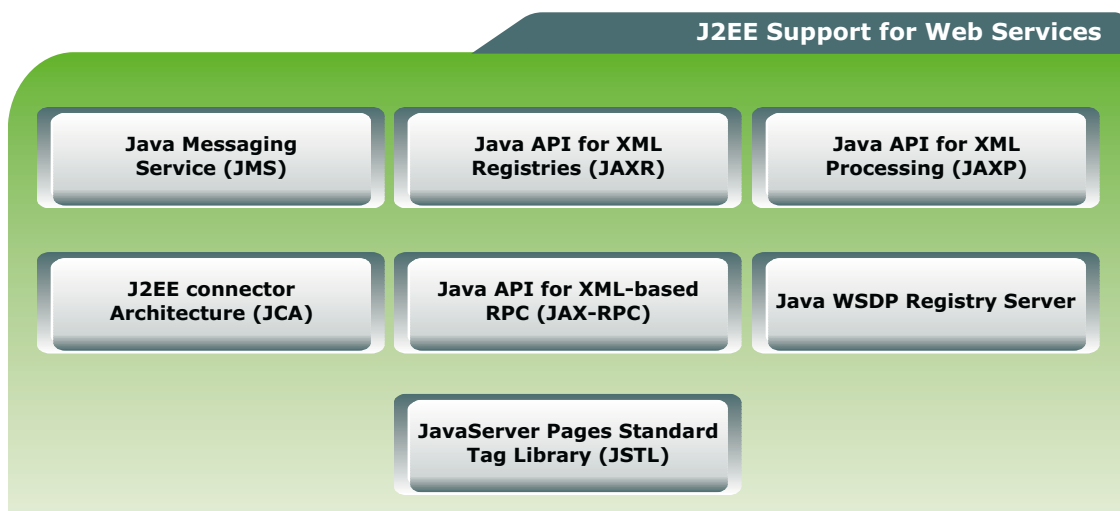 J2EE Support for Web Services
Java Messaging
Service (JMS)
Java API for XML
Registries (JAXR)
Java API for XML
Processing (JAXP)
J2EE connector
Architecture (JCA)
Java API for XML-based
RPC (JAX-RPC)
Java WSDP Registry Server
JavaServer Pages Standard
Tag Library (JSTL)